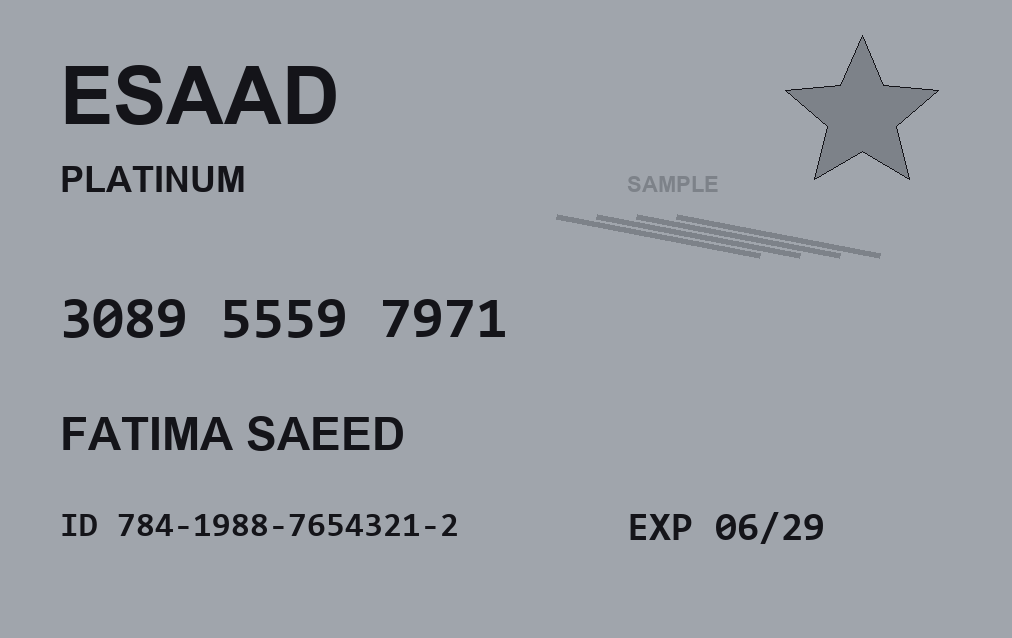 ESAAD
PLATINUM
SAMPLE
3089 5559 7971
FATIMA SAEED
ID 784-1988-7654321-2
EXP 06/29